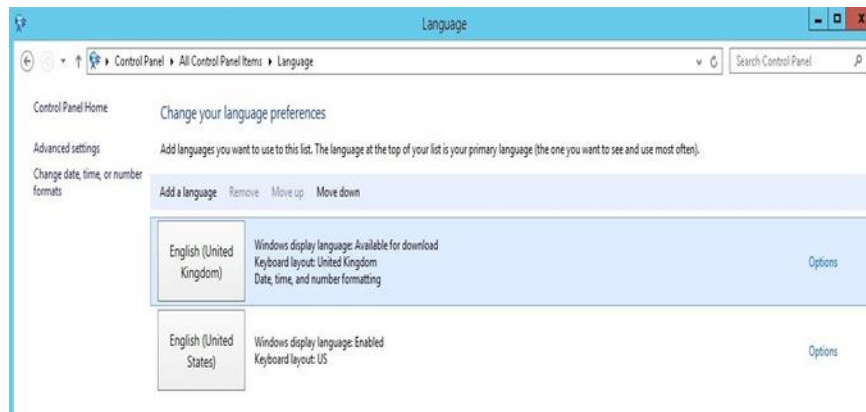 Language
Control Panel ▸ All Control Panel Items ▸ Language
Search Control Panel
Control Panel Home
Advanced settings
Change date, time, or number
formats
Change your language preferences
Add languages you want to use to this list. The language at the top of your list is your primary language (the one you want to see and use most often).
Add a language Remove Move up Move down
English (United
Kingdom)
Windows display language: Available for download
Keyboard layout: United Kingdom
Date, time, and number formatting
Options
English (United
States)
Windows display language: Enabled
Keyboard layout: US
Options